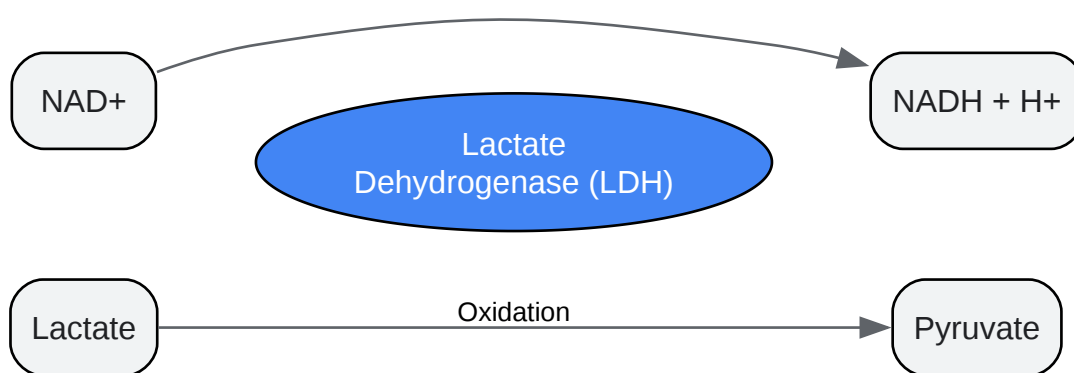 NAD+
NADH + H+
Lactate
Dehydrogenase (LDH)
Lactate
Oxidation
Pyruvate